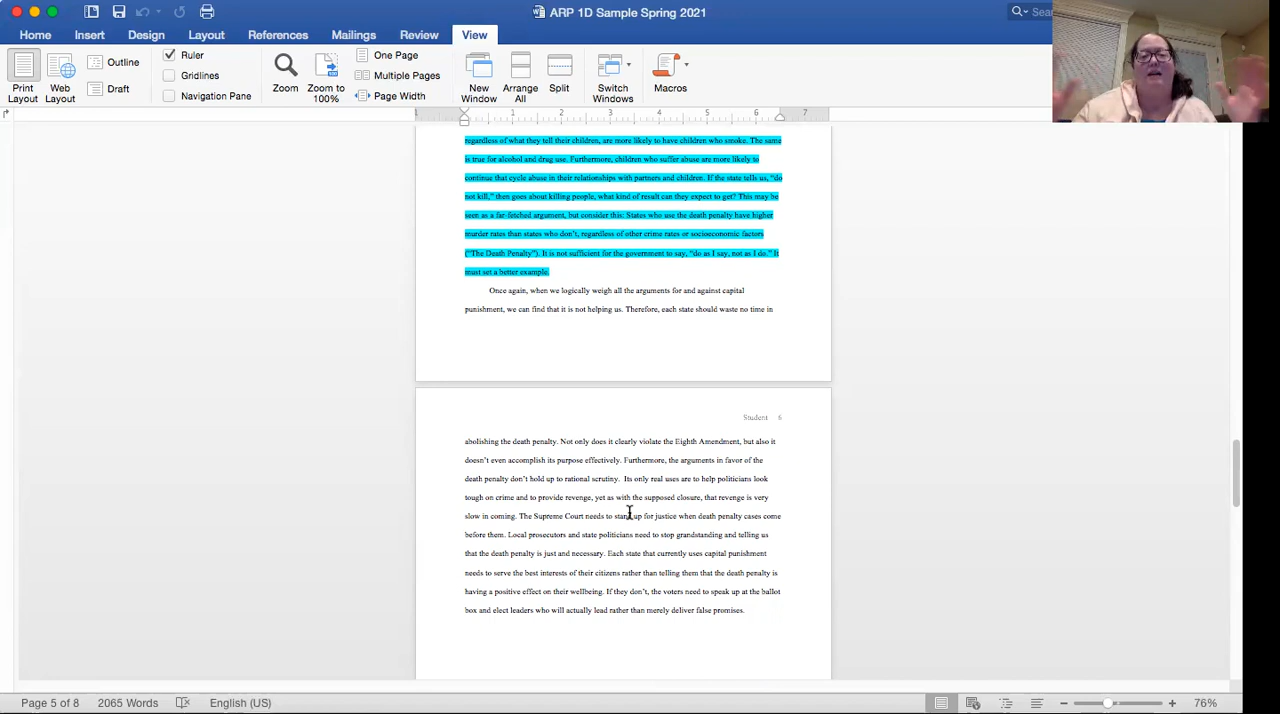 ARP 1D Sample Spring 2021
Sear
Home Insert Design Layout References Mailings Review View
Print Layout
Web Layout
Outline
Draft
Ruler
Gridlines
Navigation Pane
Zoom
Zoom to 100%
One Page
Multiple Pages
Page Width
New Window
Arrange All
Split
Switch Windows
Macros
1 1 2 3 4 5 6 7
regardless of what they tell their children, are more likely to have children who smoke. The same
is true for alcohol and drug use. Furthermore, children who suffer abuse are more likely to
continue that cycle abuse in their relationships with partners and children. If the state tells us, “do
not kill,” then goes about killing people, what kind of result can they expect to get? This may be
seen as a far-fetched argument, but consider this: States who use the death penalty have higher
murder rates than states who don’t, regardless of other crime rates or socioeconomic factors
(“The Death Penalty”). It is not sufficient for the government to say, “do as I say, not as I do.” It
must set a better example.
Once again, when we logically weigh all the arguments for and against capital
punishment, we can find that it is not helping us. Therefore, each state should waste no time in
Student 6
abolishing the death penalty. Not only does it clearly violate the Eighth Amendment, but also it
doesn’t even accomplish its purpose effectively. Furthermore, the arguments in favor of the
death penalty don’t hold up to rational scrutiny. Its only real uses are to help politicians look
tough on crime and to provide revenge, yet as with the supposed closure, that revenge is very
slow in coming. The Supreme Court needs to stand up for justice when death penalty cases come
before them. Local prosecutors and state politicians need to stop grandstanding and telling us
that the death penalty is just and necessary. Each state that currently uses capital punishment
needs to serve the best interests of their citizens rather than telling them that the death penalty is
having a positive effect on their wellbeing. If they don’t, the voters need to speak up at the ballot
box and elect leaders who will actually lead rather than merely deliver false promises.
Page 5 of 8 2065 Words English (US) 76%